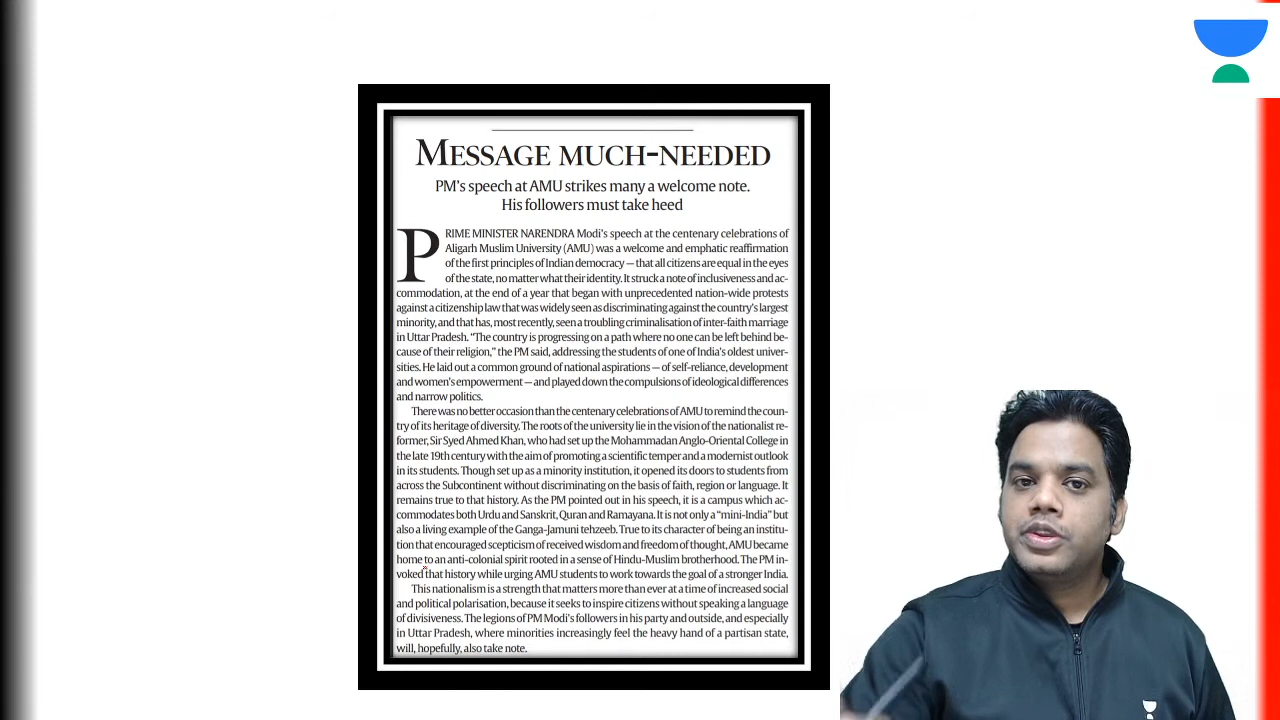 MESSAGE MUCH-NEEDED
PM's speech at AMU strikes many a welcome note.
His followers must take heed
PRIME MINISTER NARENDRA Modi's speech at the centenary celebrations of
Aligarh Muslim University (AMU) was a welcome and emphatic reaffirmation
of the first principles of Indian democracy — that all citizens are equal in the eyes
of the state, no matter what their identity. It struck a note of inclusiveness and ac-
commodation, at the end of a year that began with unprecedented nation-wide protests
against a citizenship law that was widely seen as discriminating against the country's largest
minority, and that has, most recently, seen a troubling criminalisation of inter-faith marriage
in Uttar Pradesh. "The country is progressing on a path where no one can be left behind be-
cause of their religion," the PM said, addressing the students of one of India's oldest univer-
sities. He laid out a common ground of national aspirations — of self-reliance, development
and women's empowerment — and played down the compulsions of ideological differences
and narrow politics.
There was no better occasion than the centenary celebrations of AMU to remind the coun-
try of its heritage of diversity. The roots of the university lie in the vision of the nationalist re-
former, Sir Syed Ahmed Khan, who had set up the Mohammadan Anglo-Oriental College in
the late 19th century with the aim of promoting a scientific temper and a modernist outlook
in its students. Though set up as a minority institution, it opened its doors to students from
across the Subcontinent without discriminating on the basis of faith, region or language. It
remains true to that history. As the PM pointed out in his speech, it is a campus which ac-
commodates both Urdu and Sanskrit, Quran and Ramayana. It is not only a "mini-India" but
also a living example of the Ganga-Jamuni tehzeeb. True to its character of being an institu-
tion that encouraged scepticism of received wisdom and freedom of thought, AMU became
home to an anti-colonial spirit rooted in a sense of Hindu-Muslim brotherhood. The PM in-
voked that history while urging AMU students to work towards the goal of a stronger India.
This nationalism is a strength that matters more than ever at a time of increased social
and political polarisation, because it seeks to inspire citizens without speaking a language
of divisiveness. The legions of PM Modi's followers in his party and outside, and especially
in Uttar Pradesh, where minorities increasingly feel the heavy hand of a partisan state,
will, hopefully, also take note.